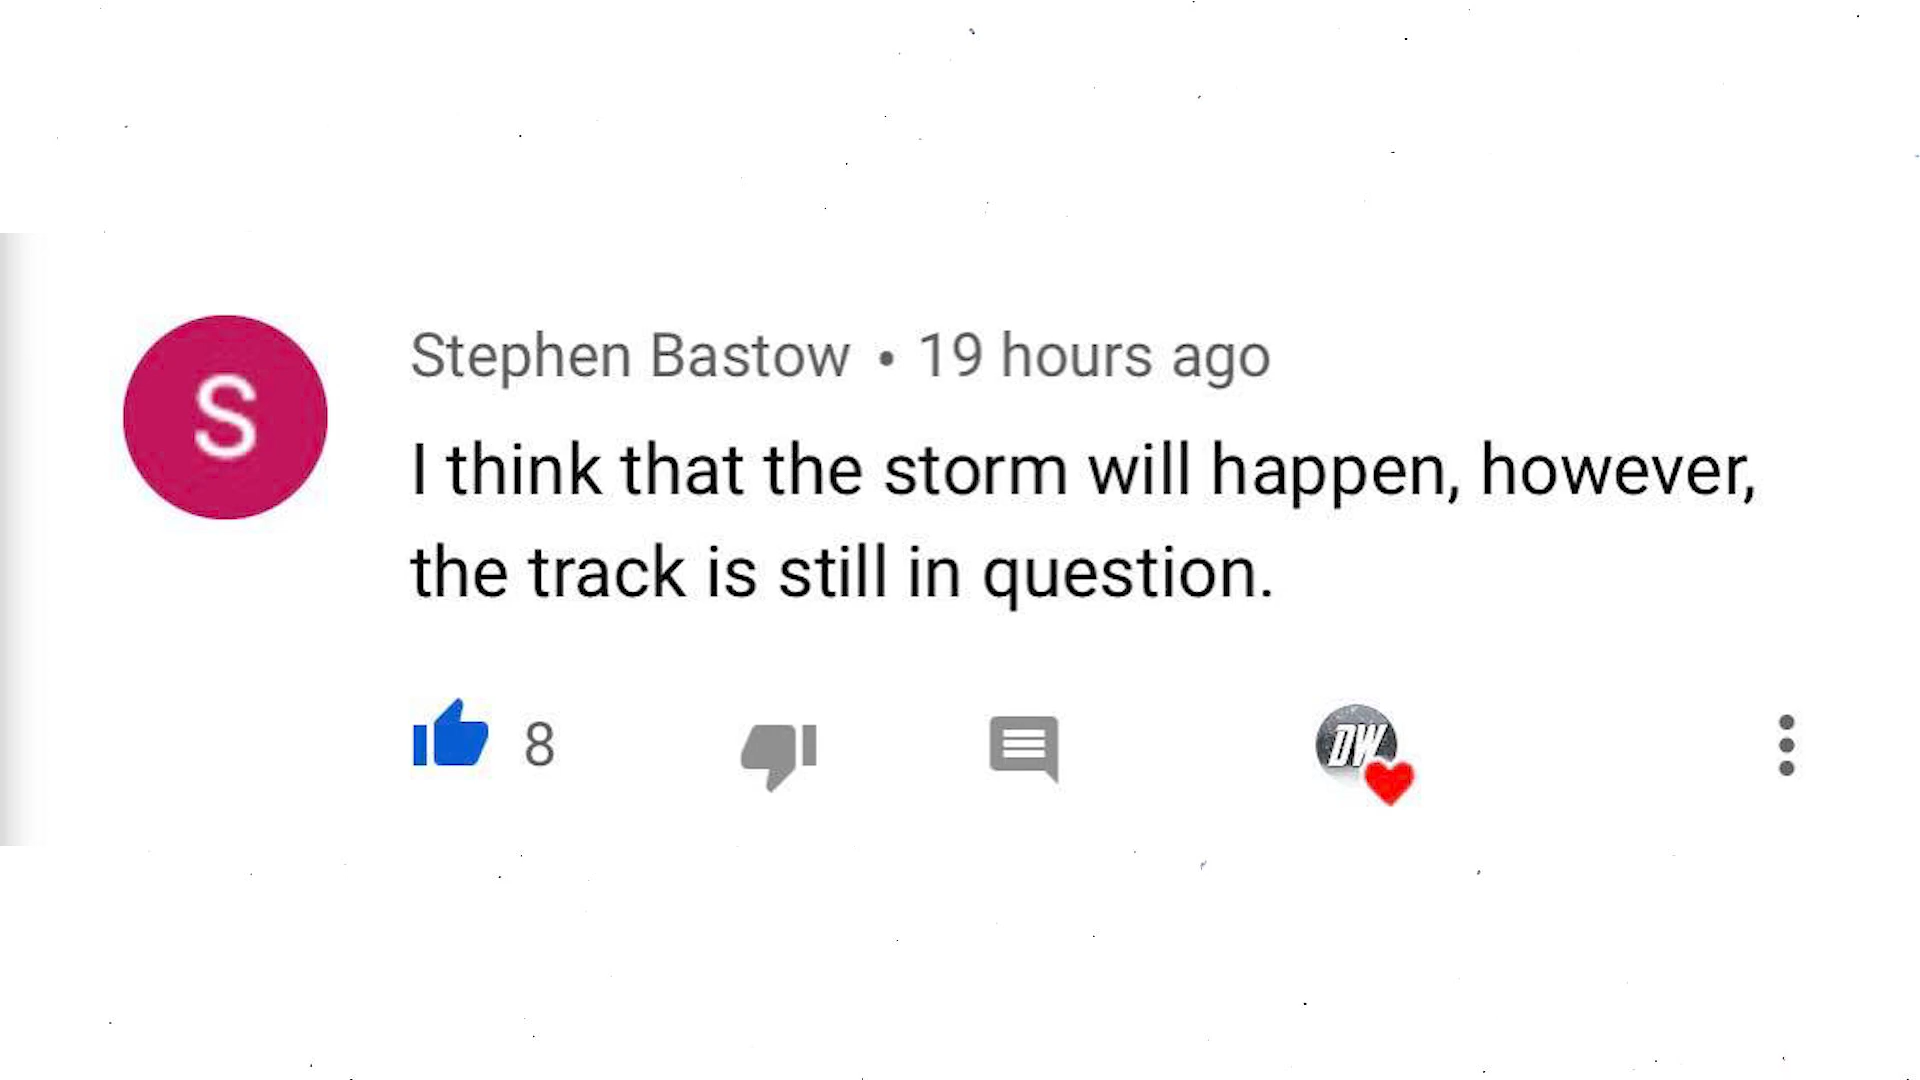 S
Stephen Bastow • 19 hours ago
I think that the storm will happen, however,
the track is still in question.
8
DW